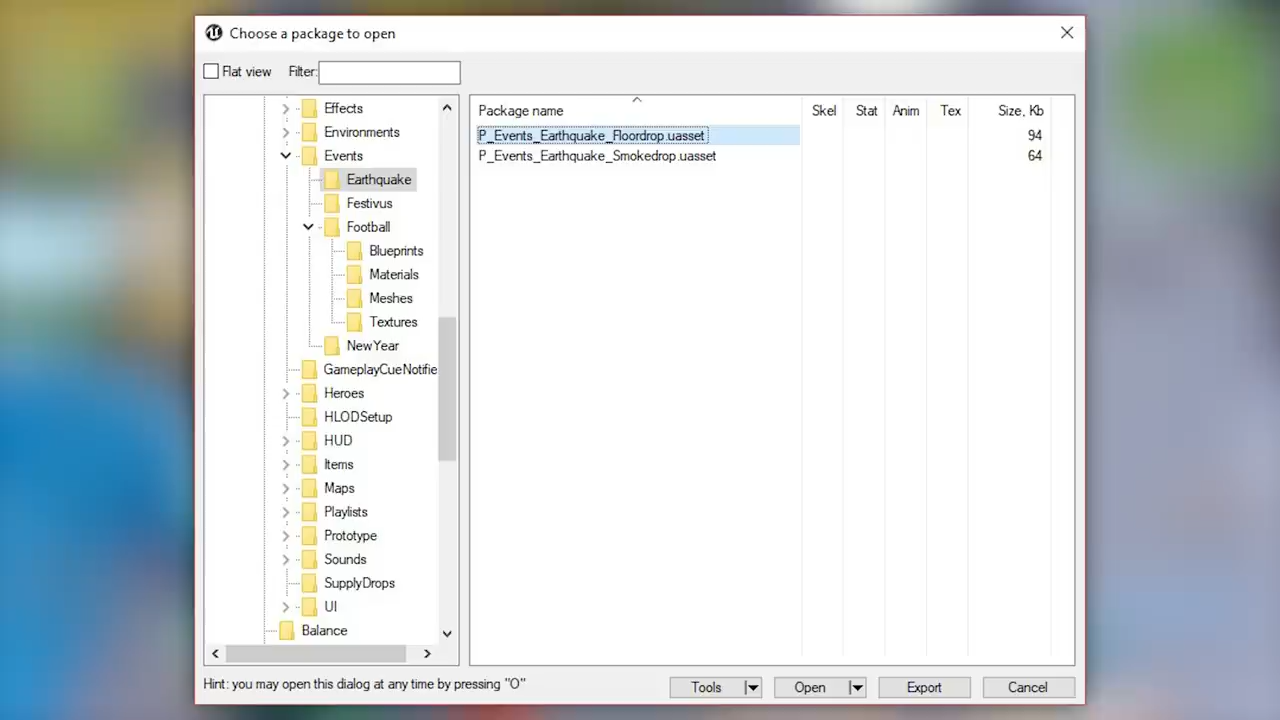 Choose a package to open
Flat view Filter:
Effects
Environments
Events
Earthquake
Festivus
Football
Blueprints
Materials
Meshes
Textures
NewYear
GameplayCueNotifie
Heroes
HLODSetup
HUD
Items
Maps
Playlists
Prototype
Sounds
SupplyDrops
UI
Balance
Package name Skel Stat Anim Tex Size, Kb
P_Events_Earthquake_Floordrop.uasset 94
P_Events_Earthquake_Smokedrop.uasset 64
Hint: you may open this dialog at any time by pressing "O"
Tools Open Export Cancel